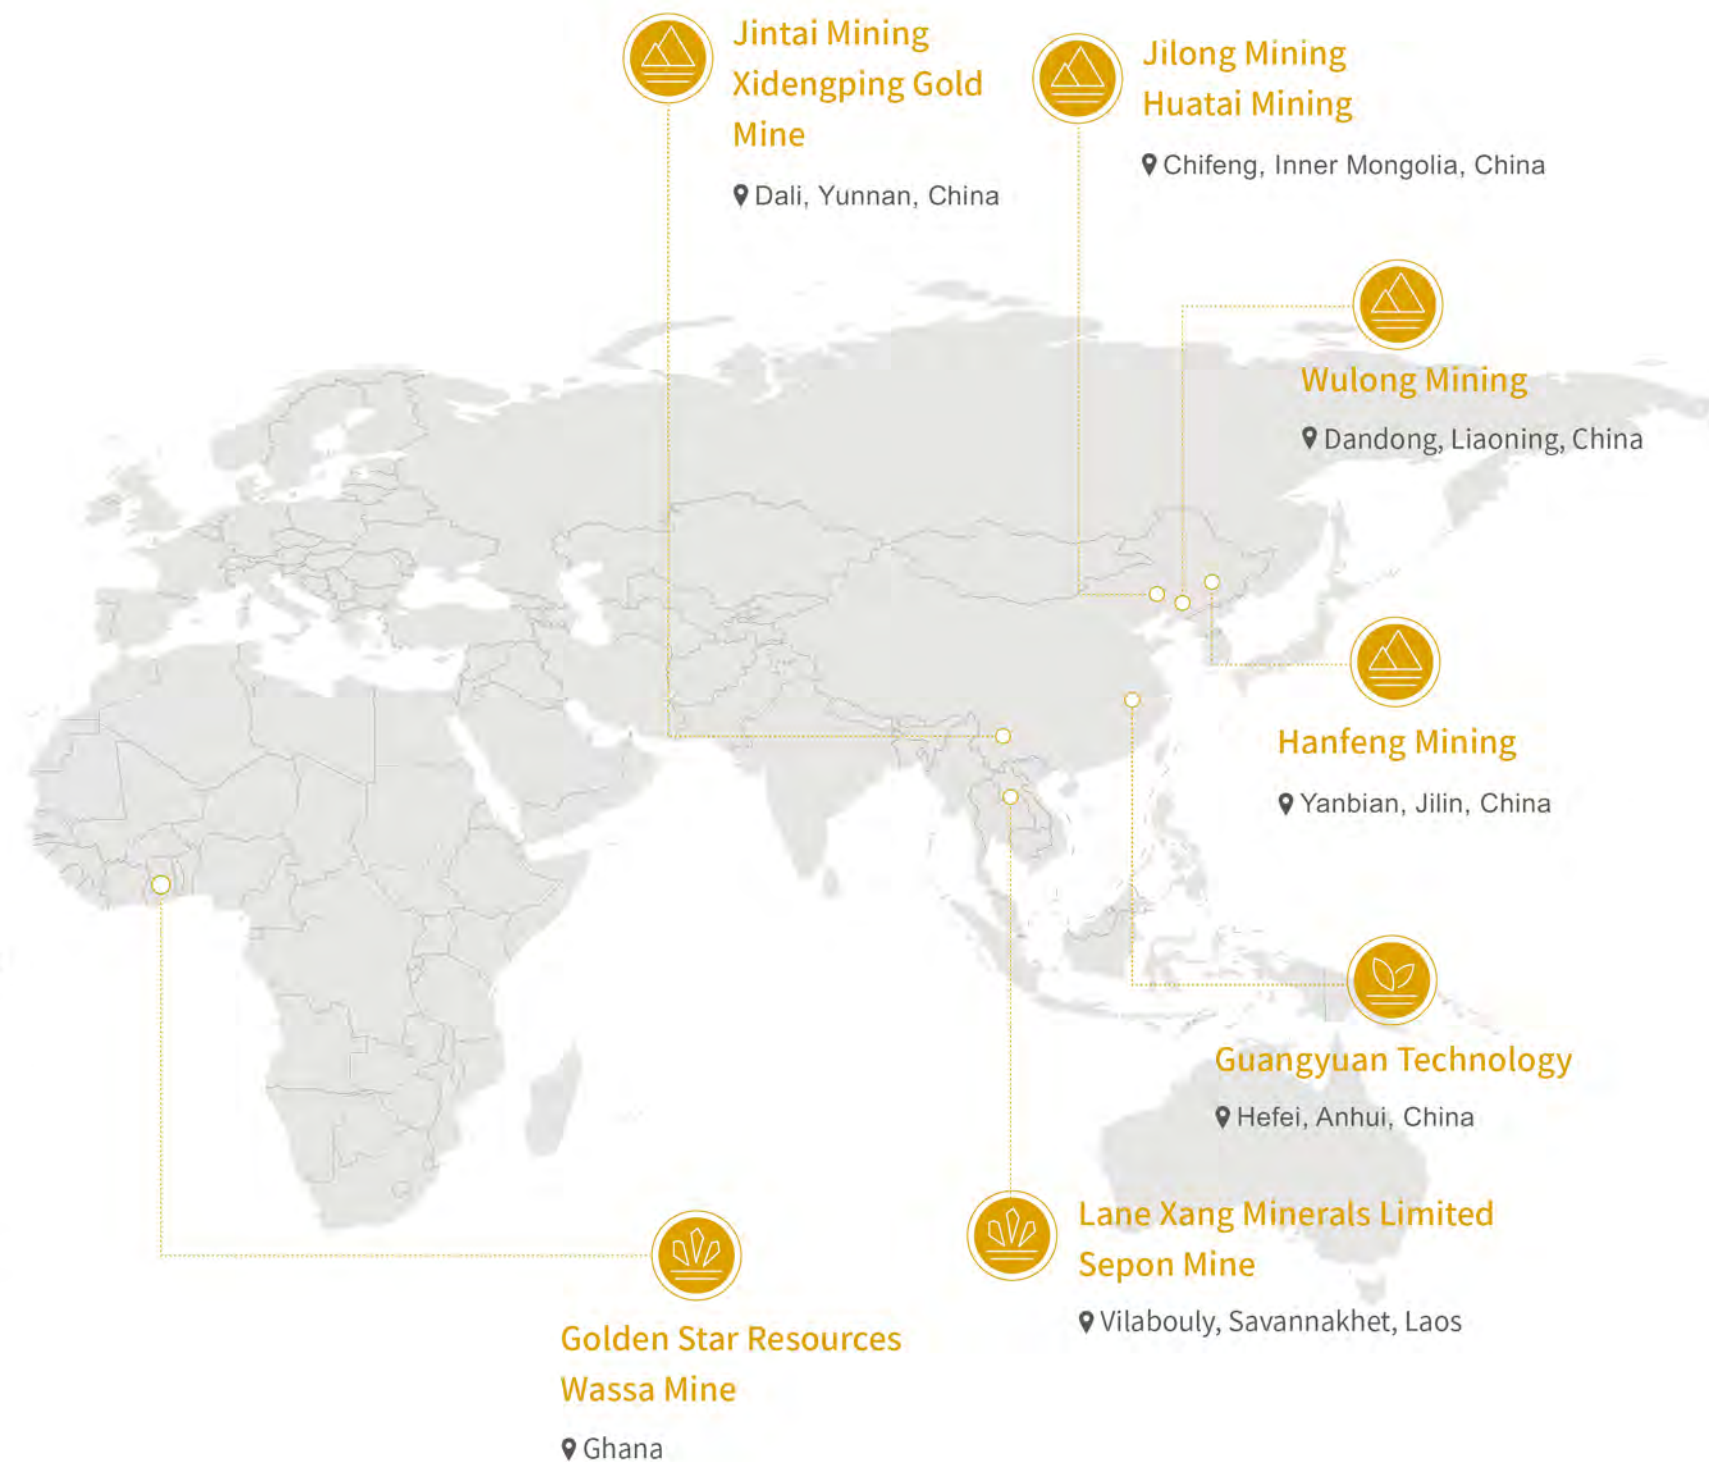 Jintai Mining
Xidengping Gold
Mine
Dali, Yunnan, China
Jilong Mining
Huatai Mining
Chifeng, Inner Mongolia, China
Wulong Mining
Dandong, Liaoning, China
Hanfeng Mining
Yanbian, Jilin, China
Guangyuan Technology
Hefei, Anhui, China
Lane Xang Minerals Limited
Sepon Mine
Vilabouly, Savannakhet, Laos
Golden Star Resources
Wassa Mine
Ghana